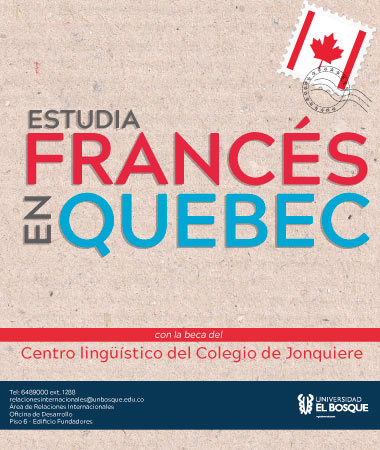 ESTUDIA
FRANCÉS
EN QUEBEC
con la beca del
Centro lingüístico del Colegio de Jonquiere
Tel: 6489000 ext. 1288
relacionesinternacionales@unbosque.edu.co
Área de Relaciones Internacionales
Oficina de Desarrollo
Piso 6 - Edificio Fundadores
UNIVERSIDAD
EL BOSQUE